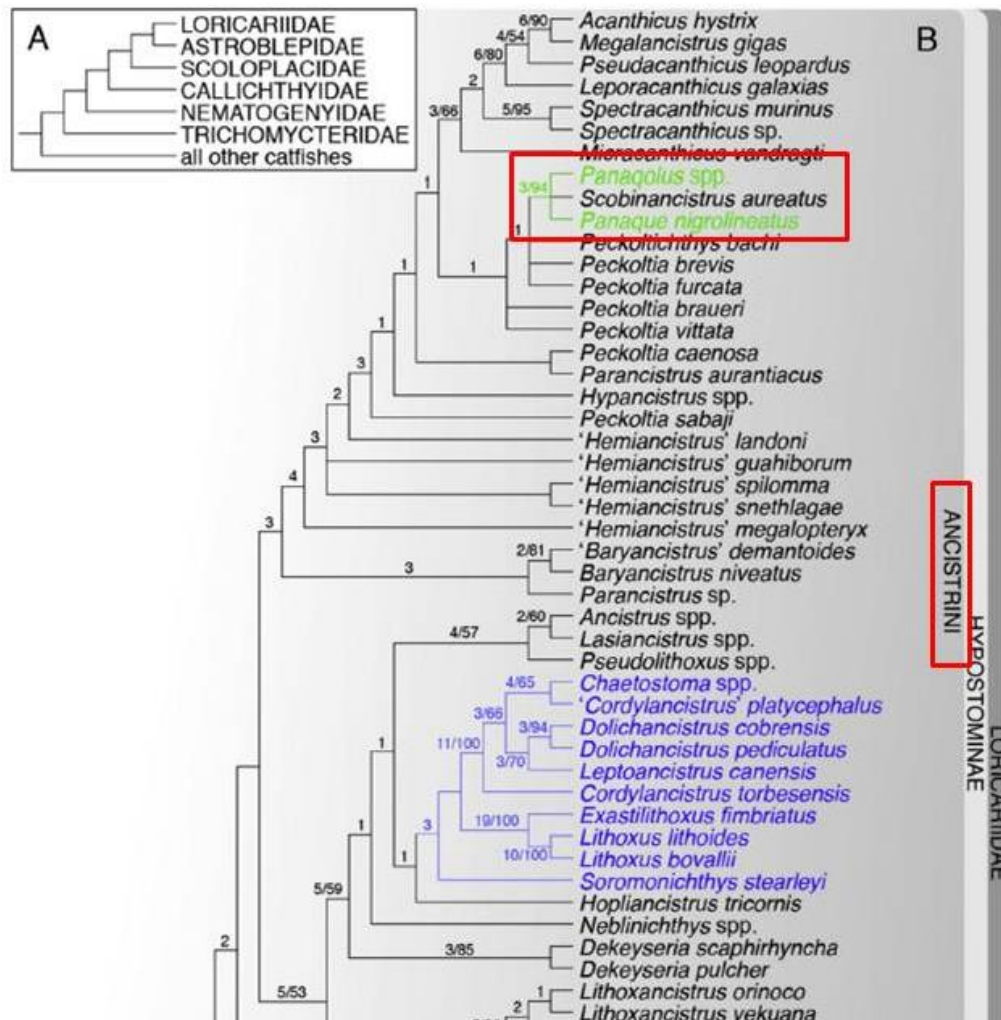 A
LORICARIIDAE
ASTROBLEPIDAE
SCOLOPLACIDAE
CALLICHTHYIDAE
NEMATOGENYIDAE
TRICHOMYCTERIDAE
all other catfishes
B
6/90
Acanthicus hystrix
4/54
Megalancistrus gigas
6/80
Pseudacanthicus leopardus
2
Leporacanthicus galaxias
3/66
5/95
Spectracanthicus murinus
Spectracanthicus sp.
Micracanthicus vandragti
1
3/94
Panaqolus spp.
Scobinancistrus aureatus
Panaque nigrolineatus
1
Peckoltichthys bachi
1
1
Peckoltia brevis
Peckoltia furcata
Peckoltia braueri
1
Peckoltia vittata
Peckoltia caenosa
3
Parancistrus aurantiacus
2
Hypancistrus spp.
Peckoltia sabaji
3
'Hemiancistrus' landoni
'Hemiancistrus' guahiborum
4
'Hemiancistrus' spilomma
'Hemiancistrus' snethlagae
3
'Hemiancistrus' megalopteryx
2/81
'Baryancistrus' demantoides
3
Baryancistrus niveatus
Parancistrus sp.
2/60
Ancistrus spp.
4/57
Lasiancistrus spp.
Pseudolithoxus spp.
4/65
Chaetostoma spp.
'Cordylancistrus' platycephalus
3/66
3/94
Dolichancistrus cobrensis
1
11/100
Dolichancistrus pediculatus
3/70
Leptoancistrus canensis
Cordylancistrus torbesensis
19/100
Exastilithoxus fimbriatus
1
3
Lithoxus lithoides
1
10/100
Lithoxus bovallii
Soromonichthys stearleyi
5/59
Hopliancistrus tricornis
Neblinichthys spp.
2
3/85
Dekeyseria scaphirhyncha
Dekeyseria pulcher
5/53
1
Lithoxancistrus orinoco
2
Lithoxancistrus yekuana
ANCISTRINI
HYPOSTOMINAE
LORICARIIDAE